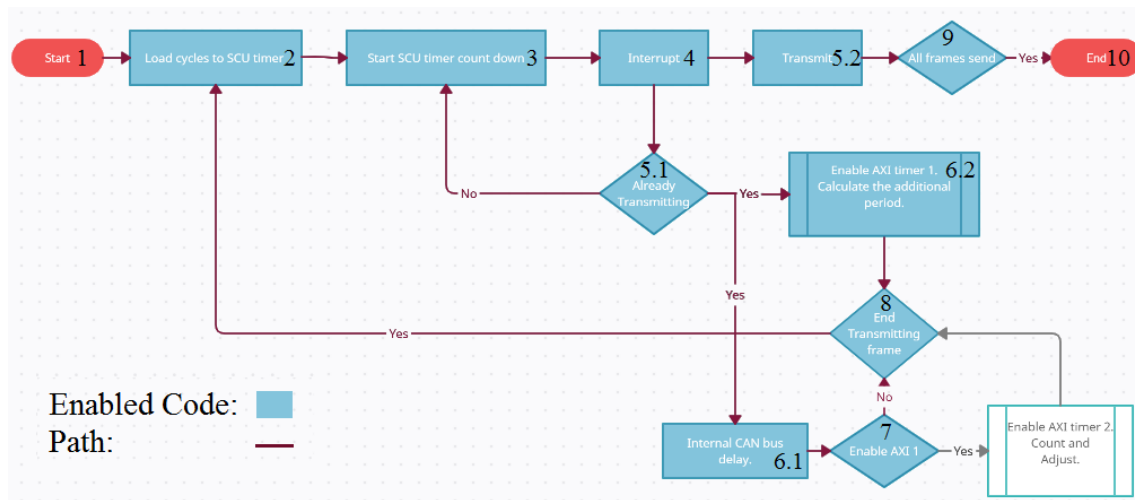 Start 1
Load cycles to SCU timer 2
Start SCU timer count down 3
Interrupt 4
Transmit 5.2
9
All frames send
Yes
End 10
5.1
Already
Transmitting
No
Yes
Enable AXI timer 1. 6.2
Calculate the additional
period.
Yes
8
End
Transmitting
frame
Yes
Enabled Code:
Path:
Internal CAN bus
delay. 6.1
No
7
Enable AXI 1
Yes
Enable AXI timer 2.
Count and
Adjust.